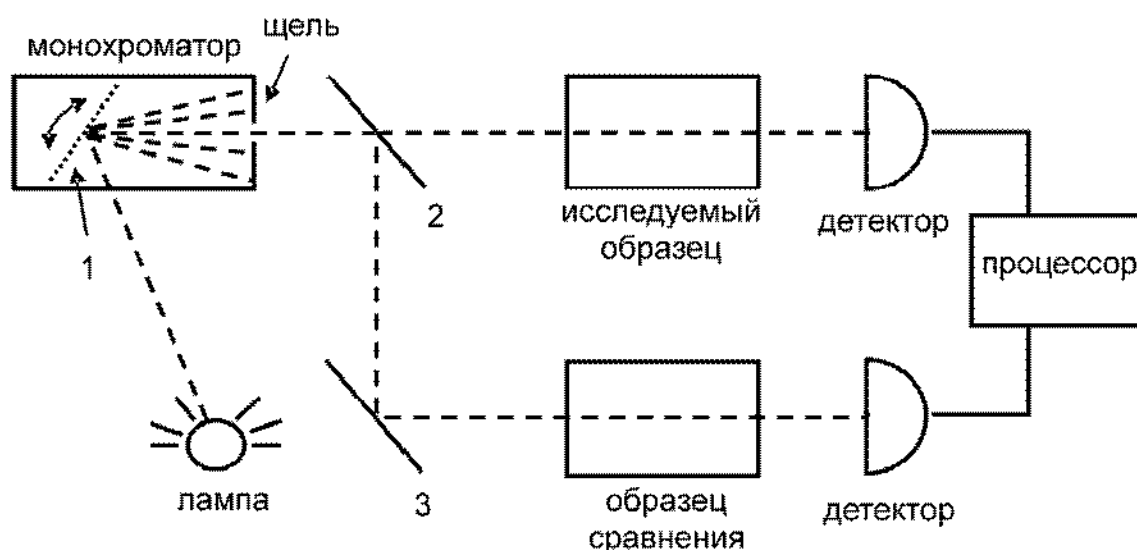 щель
монохроматор
1
2
исследуемый
образец
детектор
процессор
лампа
3
образец
сравнения
детектор